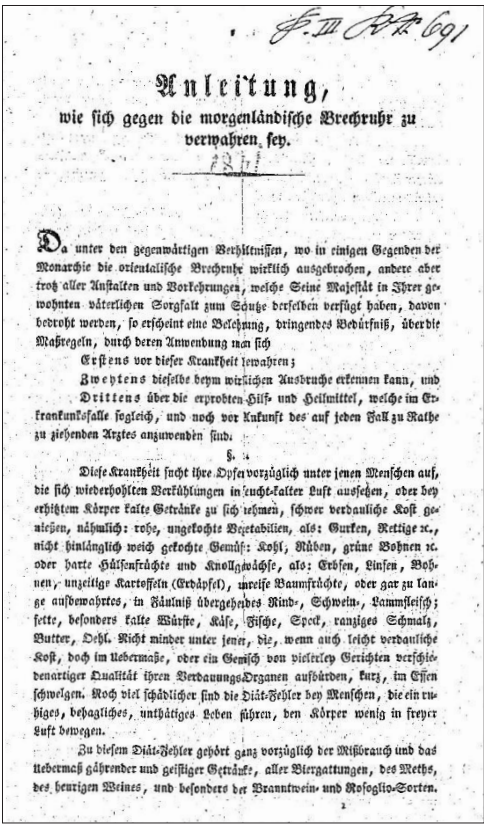 F. III K No 691
Anleitung,
wie sich gegen die morgenländische Brechruhr zu
verwahren sey.
1841
Da unter den gegenwärtigen Verhältnissen, wo in einigen Gegenden der
Monarchie die orientalische Brechruhr wirklich ausgebrochen, andere aber
trotz aller Anstalten und Vorkehrungen, welche Seine Majestät in Ihrer ge-
wohnten väterlichen Sorgfalt zum Schutze derselben verfügt haben, davon
bedroht werden, so erscheint eine Belehrung, dringendes Bedürfniß, über die
Maßregeln, durch deren Anwendung man sich
Erstens vor dieser Krankheit bewahren;
Zweytens dieselbe beym wirklichen Ausbruche erkennen kann, und
Drittens über die erprobten Hilf- und Heilmittel, welche im Er-
krankunksfalle sogleich, und noch vor Ankunft des auf jeden Fall zu Rathe
zu ziehenden Arztes anzuwenden sind.
§.
Diese Krankheit sucht ihre Opfer vorzüglich unter jenen Menschen auf,
die sich wiederhohlten Verkühlungen in feucht-kalter Luft aussetzen, oder bey
erhitztem Körper kalte Getränke zu sich nehmen, schwer verdauliche Kost ge-
nießen, nähmlich: rohe, ungekochte Vegetabilien, als: Gurken, Rettige ꝛc.,
nicht hinlänglich weich gekochte Gemüse: Kohl, Rüben, grüne Bohnen ꝛc.
oder harte Hülsenfrüchte und Knollgewächse, als: Erbsen, Linsen, Boh-
nen, unzeitige Kartoffeln (Erdäpfel), unreife Baumfrüchte, oder gar zu lan-
ge aufbewahrtes, in Fäulniß übergehendes Rind-, Schwein-, Lammfleisch;
fette, besonders kalte Würste, Käse, Fische, Speck, ranziges Schmalz,
Butter, Oehl. Nicht minder unter jenen, die, wenn auch leicht verdauliche
Kost, doch im Uebermaße, oder ein Gemisch von vielerley Gerichten verschie-
denartiger Qualität ihren Verdauungs-Organen aufbürden, kurz, im Essen
schwelgen. Noch viel schädlicher sind die Diät-Fehler bey Menschen, die ein ru-
higes, behagliches, unthätiges Leben führen, den Körper wenig in freyer
Luft bewegen.
Zu diesem Diät-Fehler gehört ganz vorzüglich der Mißbrauch und das
Uebermaß gährender und geistiger Getränke, aller Biergattungen, des Meths,
des heurigen Weines, und besonders der Branntwein- und Rosoglio-Sorten.